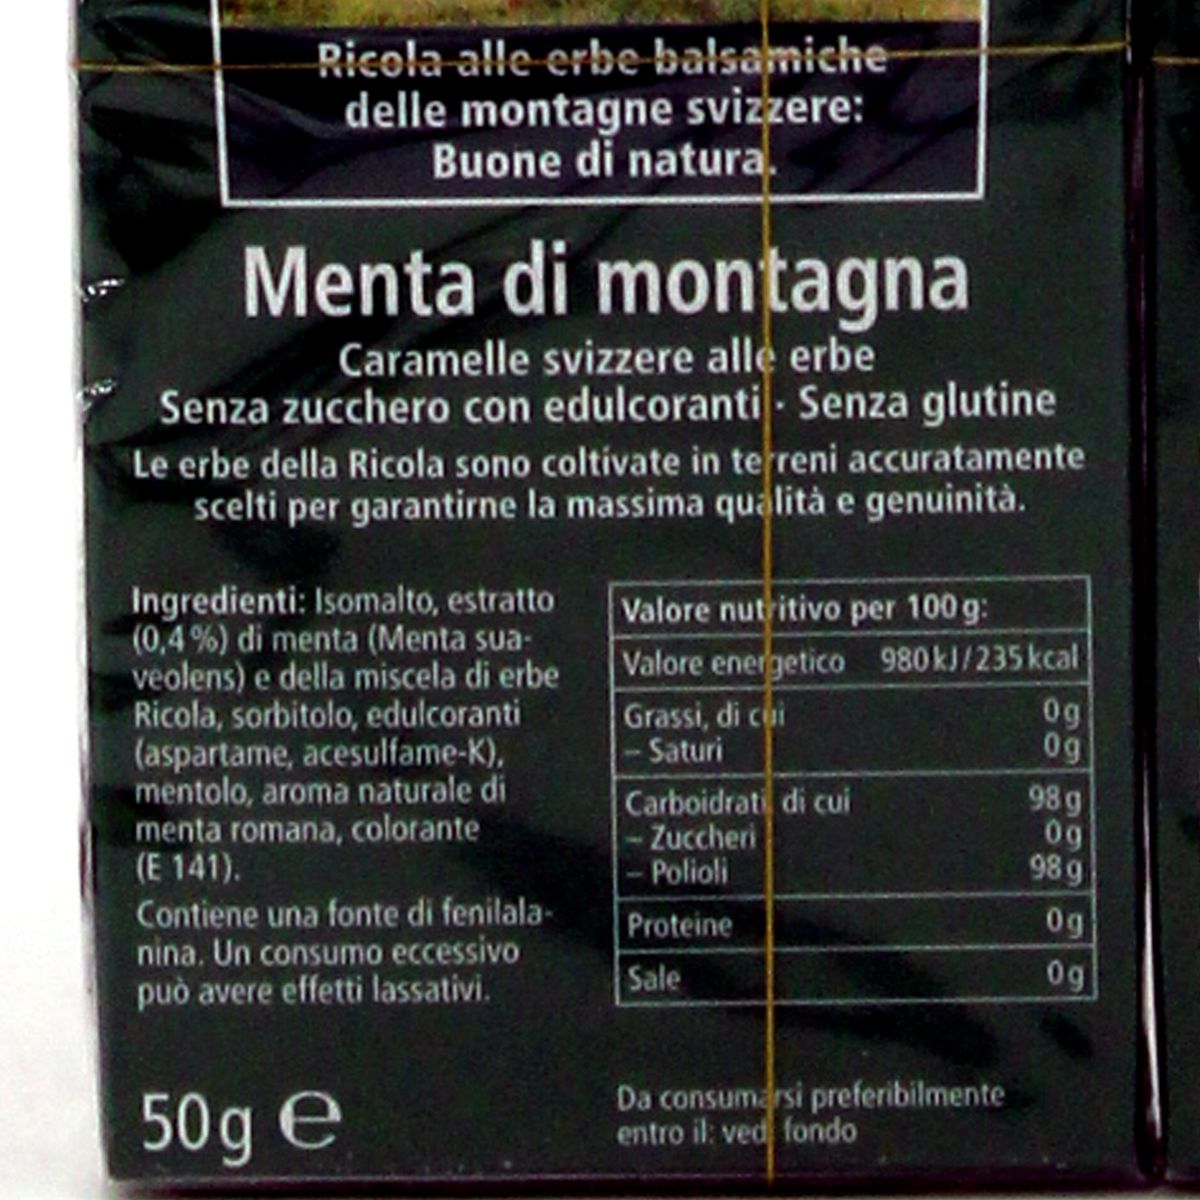 Ricola alle erbe balsamiche
delle montagne svizzere:
Buone di natura.
Menta di montagna
Caramelle svizzere alle erbe
Senza zucchero con edulcoranti · Senza glutine
Le erbe della Ricola sono coltivate in terreni accuratamente
scelti per garantirne la massima qualità e genuinità.
Ingredienti: Isomalto, estratto
(0,4%) di menta (Menta sua-
veolens) e della miscela di erbe
Ricola, sorbitolo, edulcoranti
(aspartame, acesulfame-K),
mentolo, aroma naturale di
menta romana, colorante
(E 141).
Contiene una fonte di fenilala-
nina. Un consumo eccessivo
può avere effetti lassativi.
50g e
Valore nutritivo per 100 g:
Valore energetico 980 kJ/235 kcal
Grassi, di cui 0 g
– Saturi 0 g
Carboidrati di cui 98 g
– Zuccheri 0 g
– Polioli 98 g
Proteine 0 g
Sale 0 g
Da consumarsi preferibilmente
entro il: vedi fondo